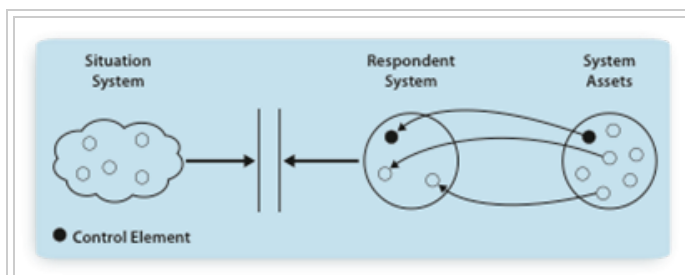 Situation
System
Respondent
System
System
Assets
Control Element